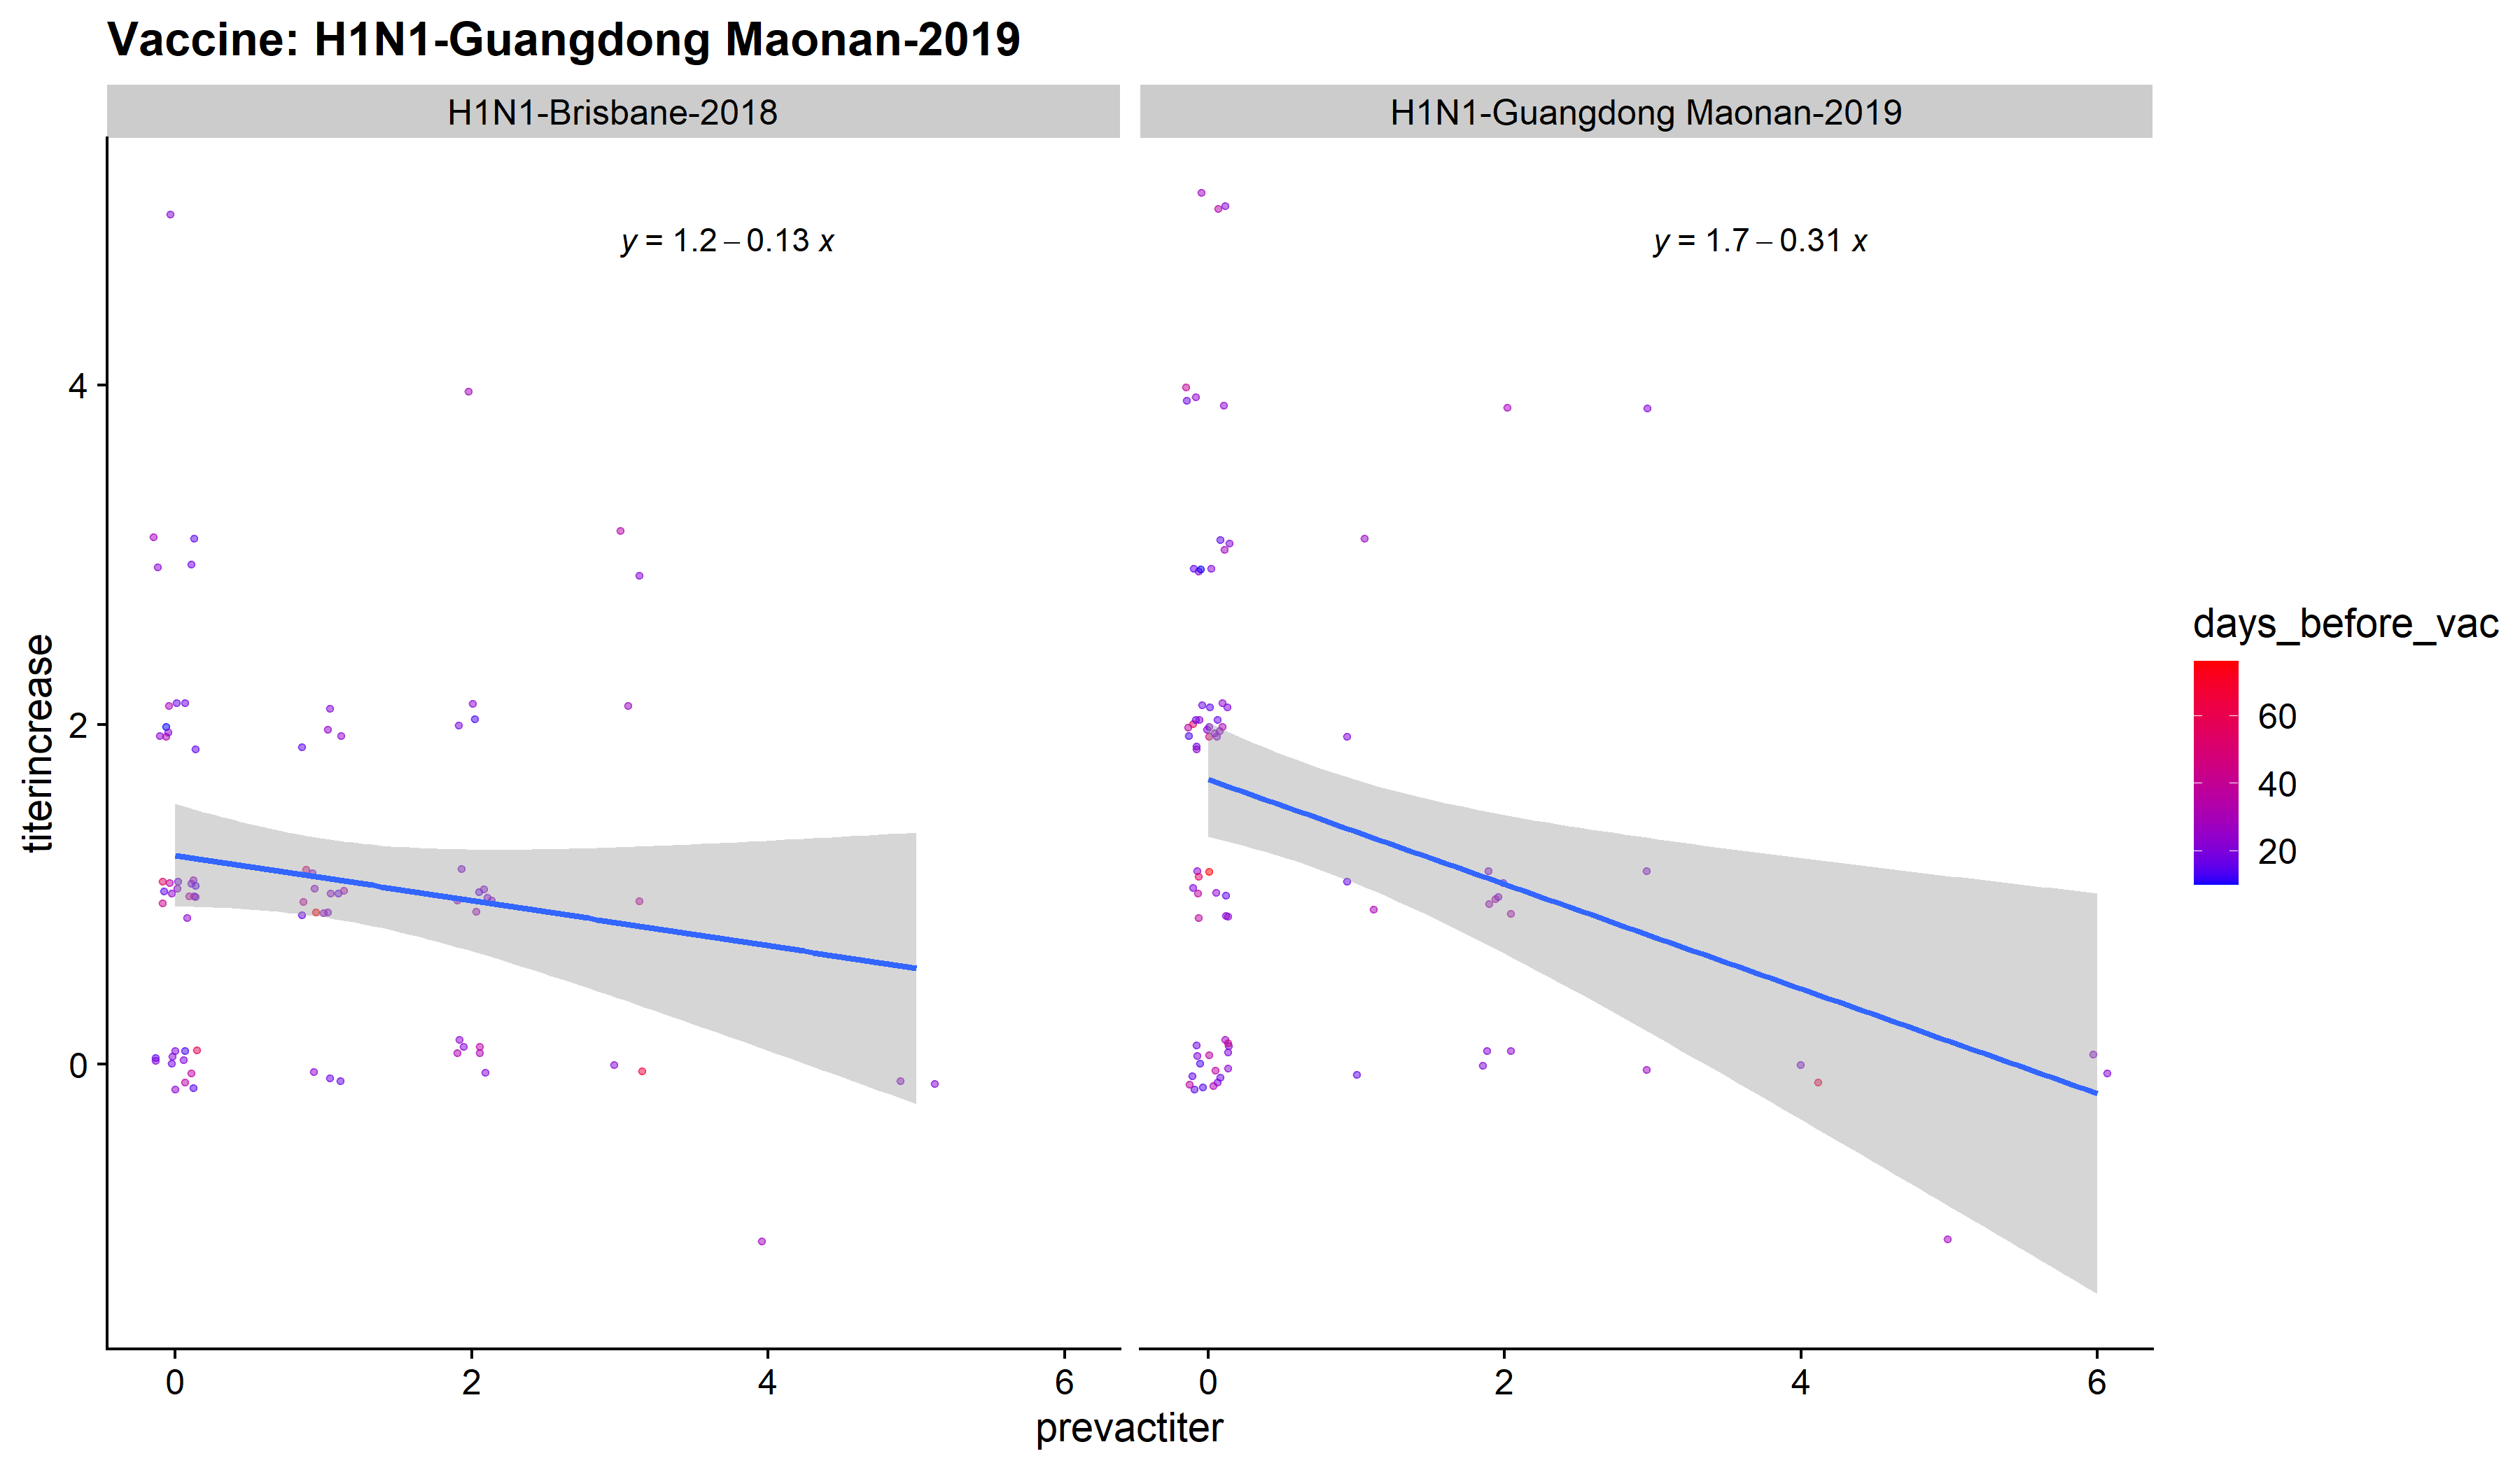 Vaccine: H1N1-Guangdong Maonan-2019
H1N1-Brisbane-2018
H1N1-Guangdong Maonan-2019
y = 1.2 – 0.13 x
y = 1.7 – 0.31 x
4
2
0
titerincrease
0 2 4 6
0 2 4 6
prevactiter
days_before_vac
60
40
20